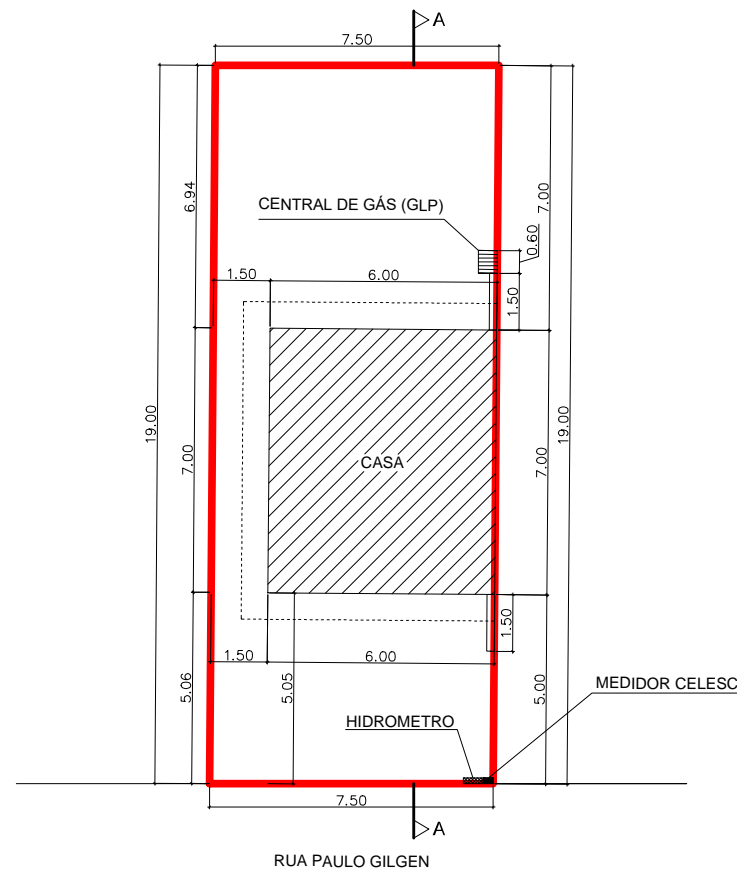 A
7.50
6.94
7.00
CENTRAL DE GÁS (GLP)
0.60
1.50
6.00
1.50
19.00
19.00
7.00
CASA
7.00
1.50
1.50
6.00
5.06
5.05
5.00
MEDIDOR CELESC
HIDROMETRO
7.50
A
RUA PAULO GILGEN